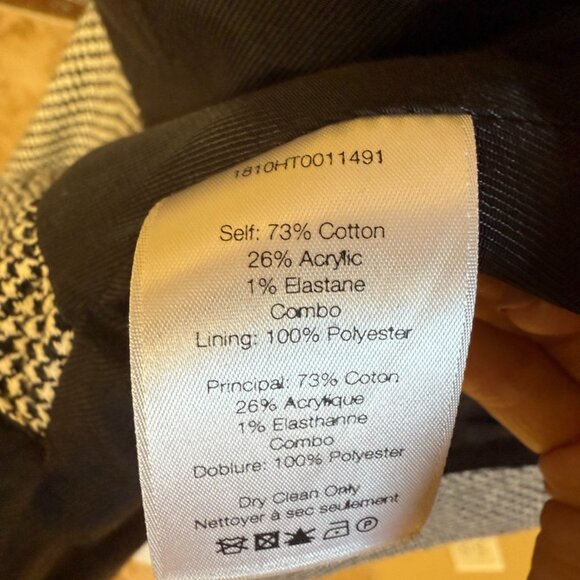 1810HT0011491
Self: 73% Cotton
26% Acrylic
1% Elastane
Combo
Lining: 100% Polyester
Principal: 73% Coton
26% Acrylique
1% Elasthanne
Combo
Doblure: 100% Polyester
Dry Clean Only
Nettoyer à sec seulement